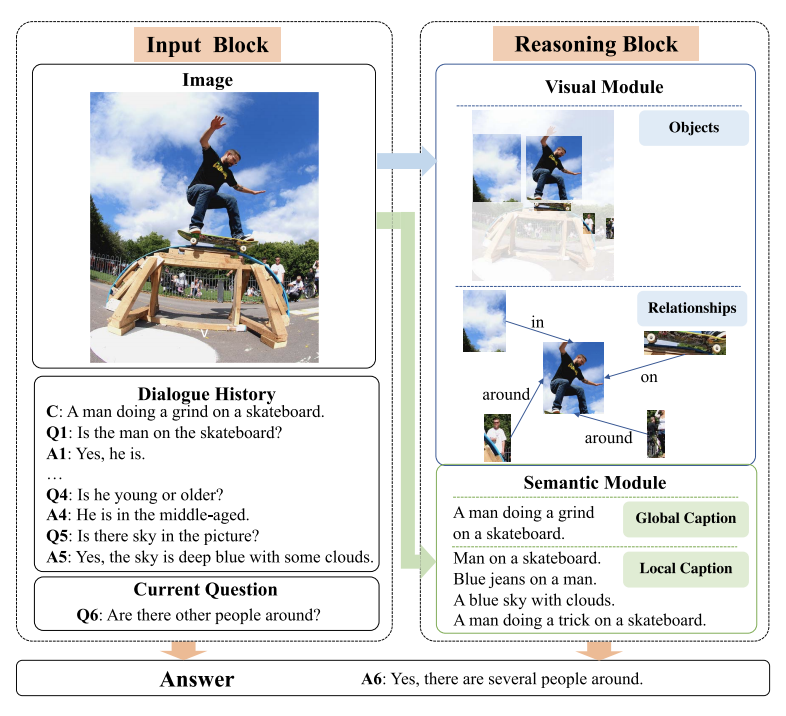 Input Block
Image
Dialogue History
C: A man doing a grind on a skateboard.
Q1: Is the man on the skateboard?
A1: Yes, he is.
…
Q4: Is he young or older?
A4: He is in the middle-aged.
Q5: Is there sky in the picture?
A5: Yes, the sky is deep blue with some clouds.
Current Question
Q6: Are there other people around?
Reasoning Block
Visual Module
Objects
Relationships
in
on
around
around
Semantic Module
A man doing a grind
on a skateboard.
Global Caption
Man on a skateboard.
Blue jeans on a man.
A blue sky with clouds.
A man doing a trick on a skateboard.
Local Caption
Answer
A6: Yes, there are several people around.